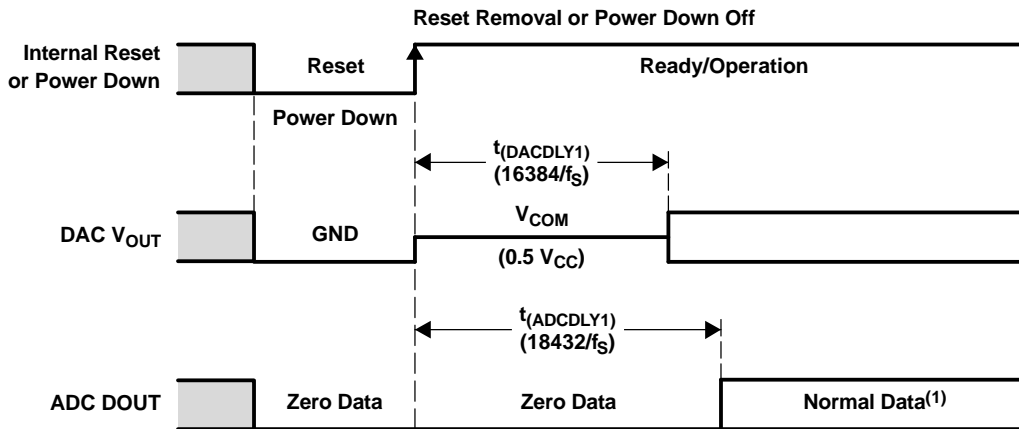 Reset Removal or Power Down Off
Internal Reset
or Power Down
Reset
Ready/Operation
Power Down
t(DACDLY1)
(16384/fS)
VCOM
DAC VOUT
GND
(0.5 VCC)
t(ADCDLY1)
(18432/fS)
ADC DOUT
Zero Data
Zero Data
Normal Data(1)